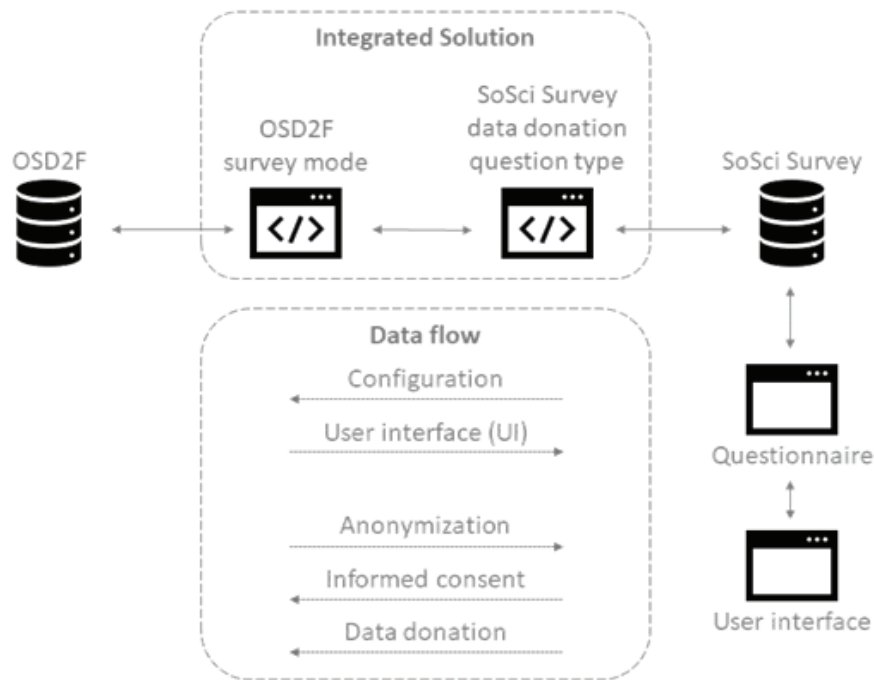 Integrated Solution
OSD2F
OSD2F
survey mode
</>
SoSci Survey
data donation
question type
</>
SoSci Survey
Data flow
Configuration
User interface (UI)
Anonymization
Informed consent
Data donation
Questionnaire
User interface